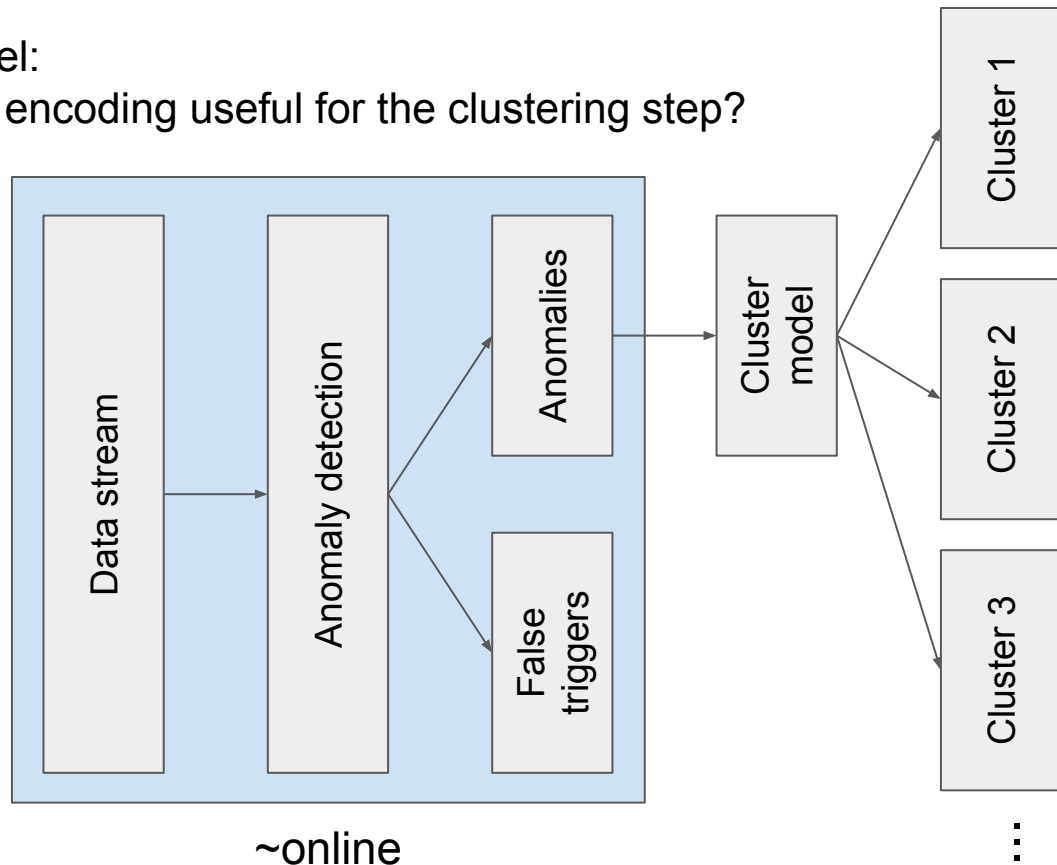 el:
encoding useful for the clustering step?
Data stream
Anomaly detection
Anomalies
False
triggers
Cluster
model
Cluster 1
Cluster 2
Cluster 3
...
~online